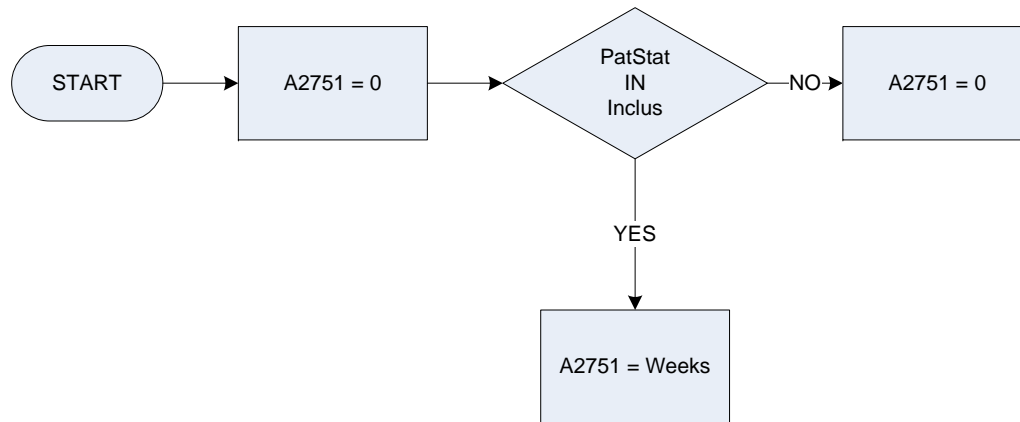 START
A2751 = 0
PatStat
IN
Inclus
NO
A2751 = 0
YES
A2751 = Weeks